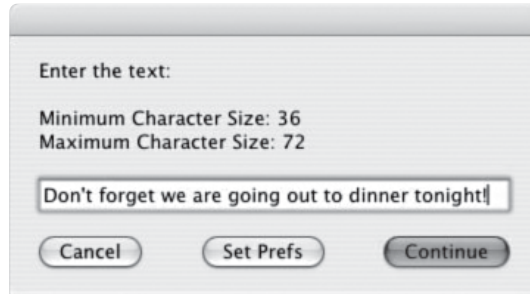 Enter the text:
Minimum Character Size: 36
Maximum Character Size: 72
Don't forget we are going out to dinner tonight!
Cancel Set Prefs Continue